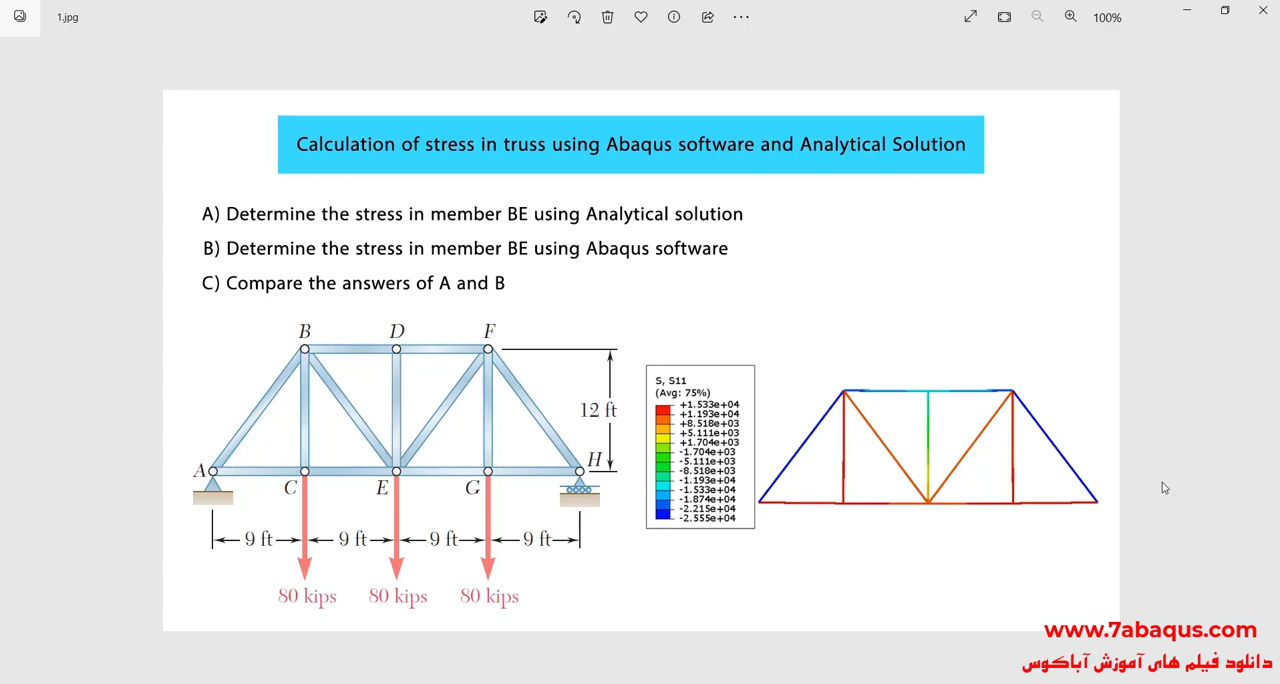 1.jpg
100%
Calculation of stress in truss using Abaqus software and Analytical Solution
A) Determine the stress in member BE using Analytical solution
B) Determine the stress in member BE using Abaqus software
C) Compare the answers of A and B
B D F
12 ft
A C E G H
9 ft 9 ft 9 ft 9 ft
80 kips 80 kips 80 kips
S, S11
(Avg: 75%)
+1.533e+04
+1.193e+04
+8.518e+03
+5.111e+03
+1.704e+03
-1.704e+03
-5.111e+03
-8.518e+03
-1.193e+04
-1.533e+04
-1.874e+04
-2.215e+04
-2.555e+04
www.7abaqus.com
دانلود فیلم های آموزش آباکوس